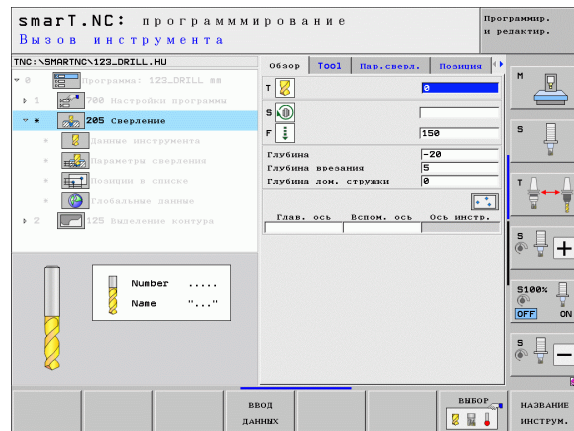 smarT.NC: программмирование
Программир.
и редактир.
Вызов инструмента
TNC:\SMARTNC\123_DRILL.HU
0 Программа: 123_DRILL мм
1 700 Настройки программы
* 205 Сверление
* Данные инструмента
* Параметры сверления
* Позиции в списке
* Глобальные данные
2 125 Выделение контура
Number .....
Name "..."
Обзор Tool Пар.сверл. Позиция
T 0
S
F 150
Глубина -20
Глубина врезания 5
Глубина лом. стружки 0
Глав. ось Вспом. ось Ось инстр.
M
S
T
S
+
S100%
OFF ON
S
−
ВВОД
ДАННЫХ
ВЫБОР
НАЗВАНИЕ
ИНСТРУМ.